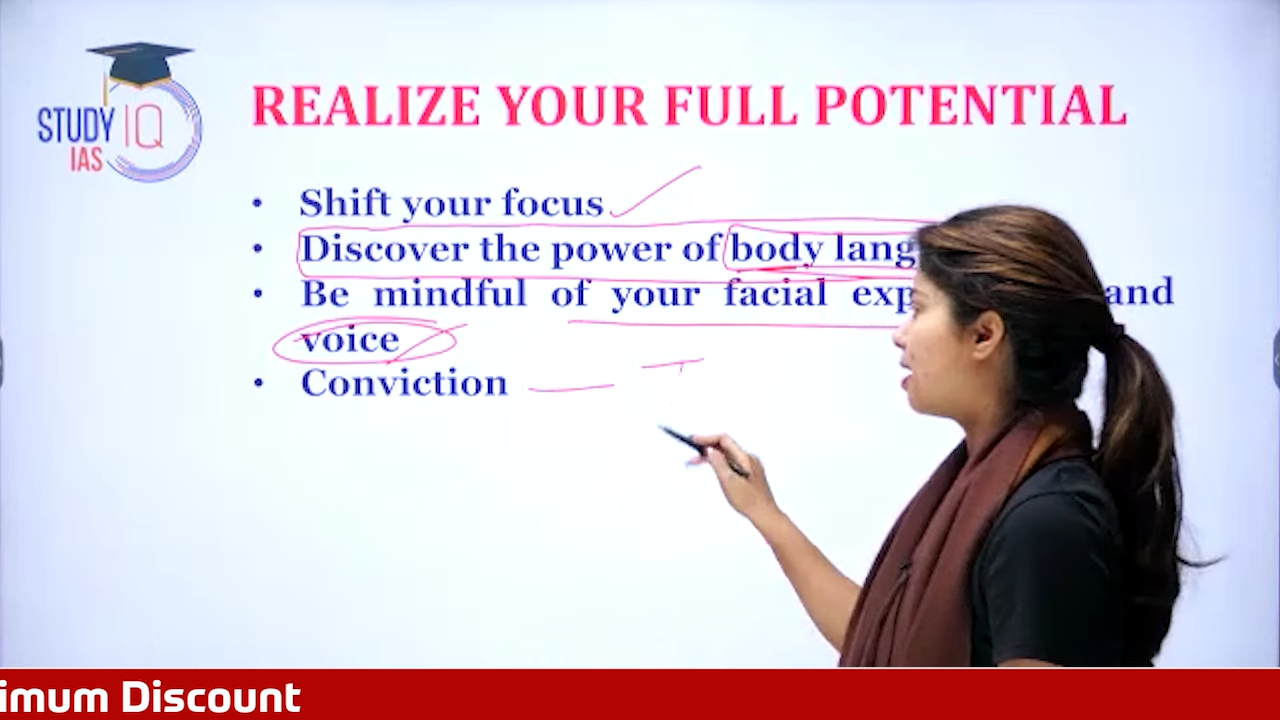 STUDY IQ
IAS
REALIZE YOUR FULL POTENTIAL
• Shift your focus
• Discover the power of body lang
• Be mindful of your facial exp and
voice
• Conviction
T
imum Discount